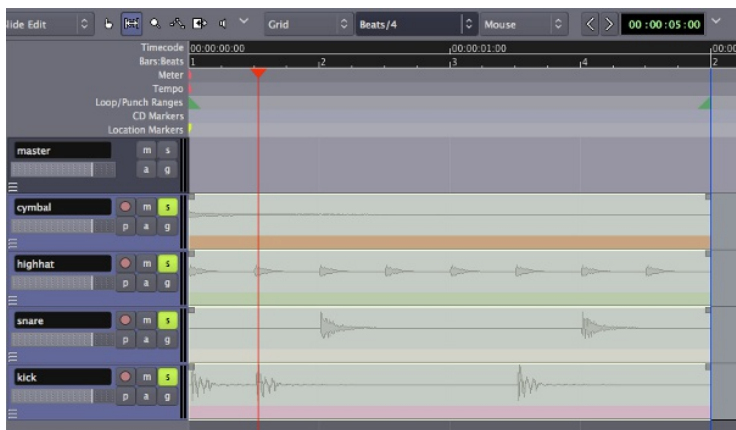 lide Edit Grid Beats/4 Mouse 00:00:05:00
Timecode 00:00:00:00 00:00:01:00 00:00
Bars:Beats 1 2 3 4 2
Meter
Tempo
Loop/Punch Ranges
CD Markers
Location Markers
master m s
a g
cymbal m s
p a g
highhat m s
p a g
snare m s
p a g
kick m s
p a g